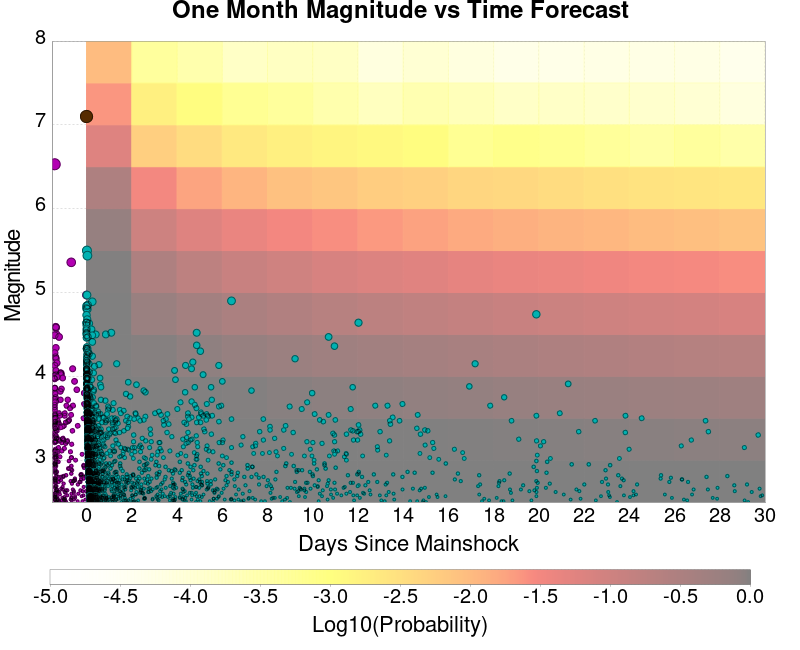 One Month Magnitude vs Time Forecast
8
7
6
5
4
3
Magnitude
0 2 4 6 8 10 12 14 16 18 20 22 24 26 28 30
Days Since Mainshock
-5.0 -4.5 -4.0 -3.5 -3.0 -2.5 -2.0 -1.5 -1.0 -0.5 0.0
Log10(Probability)